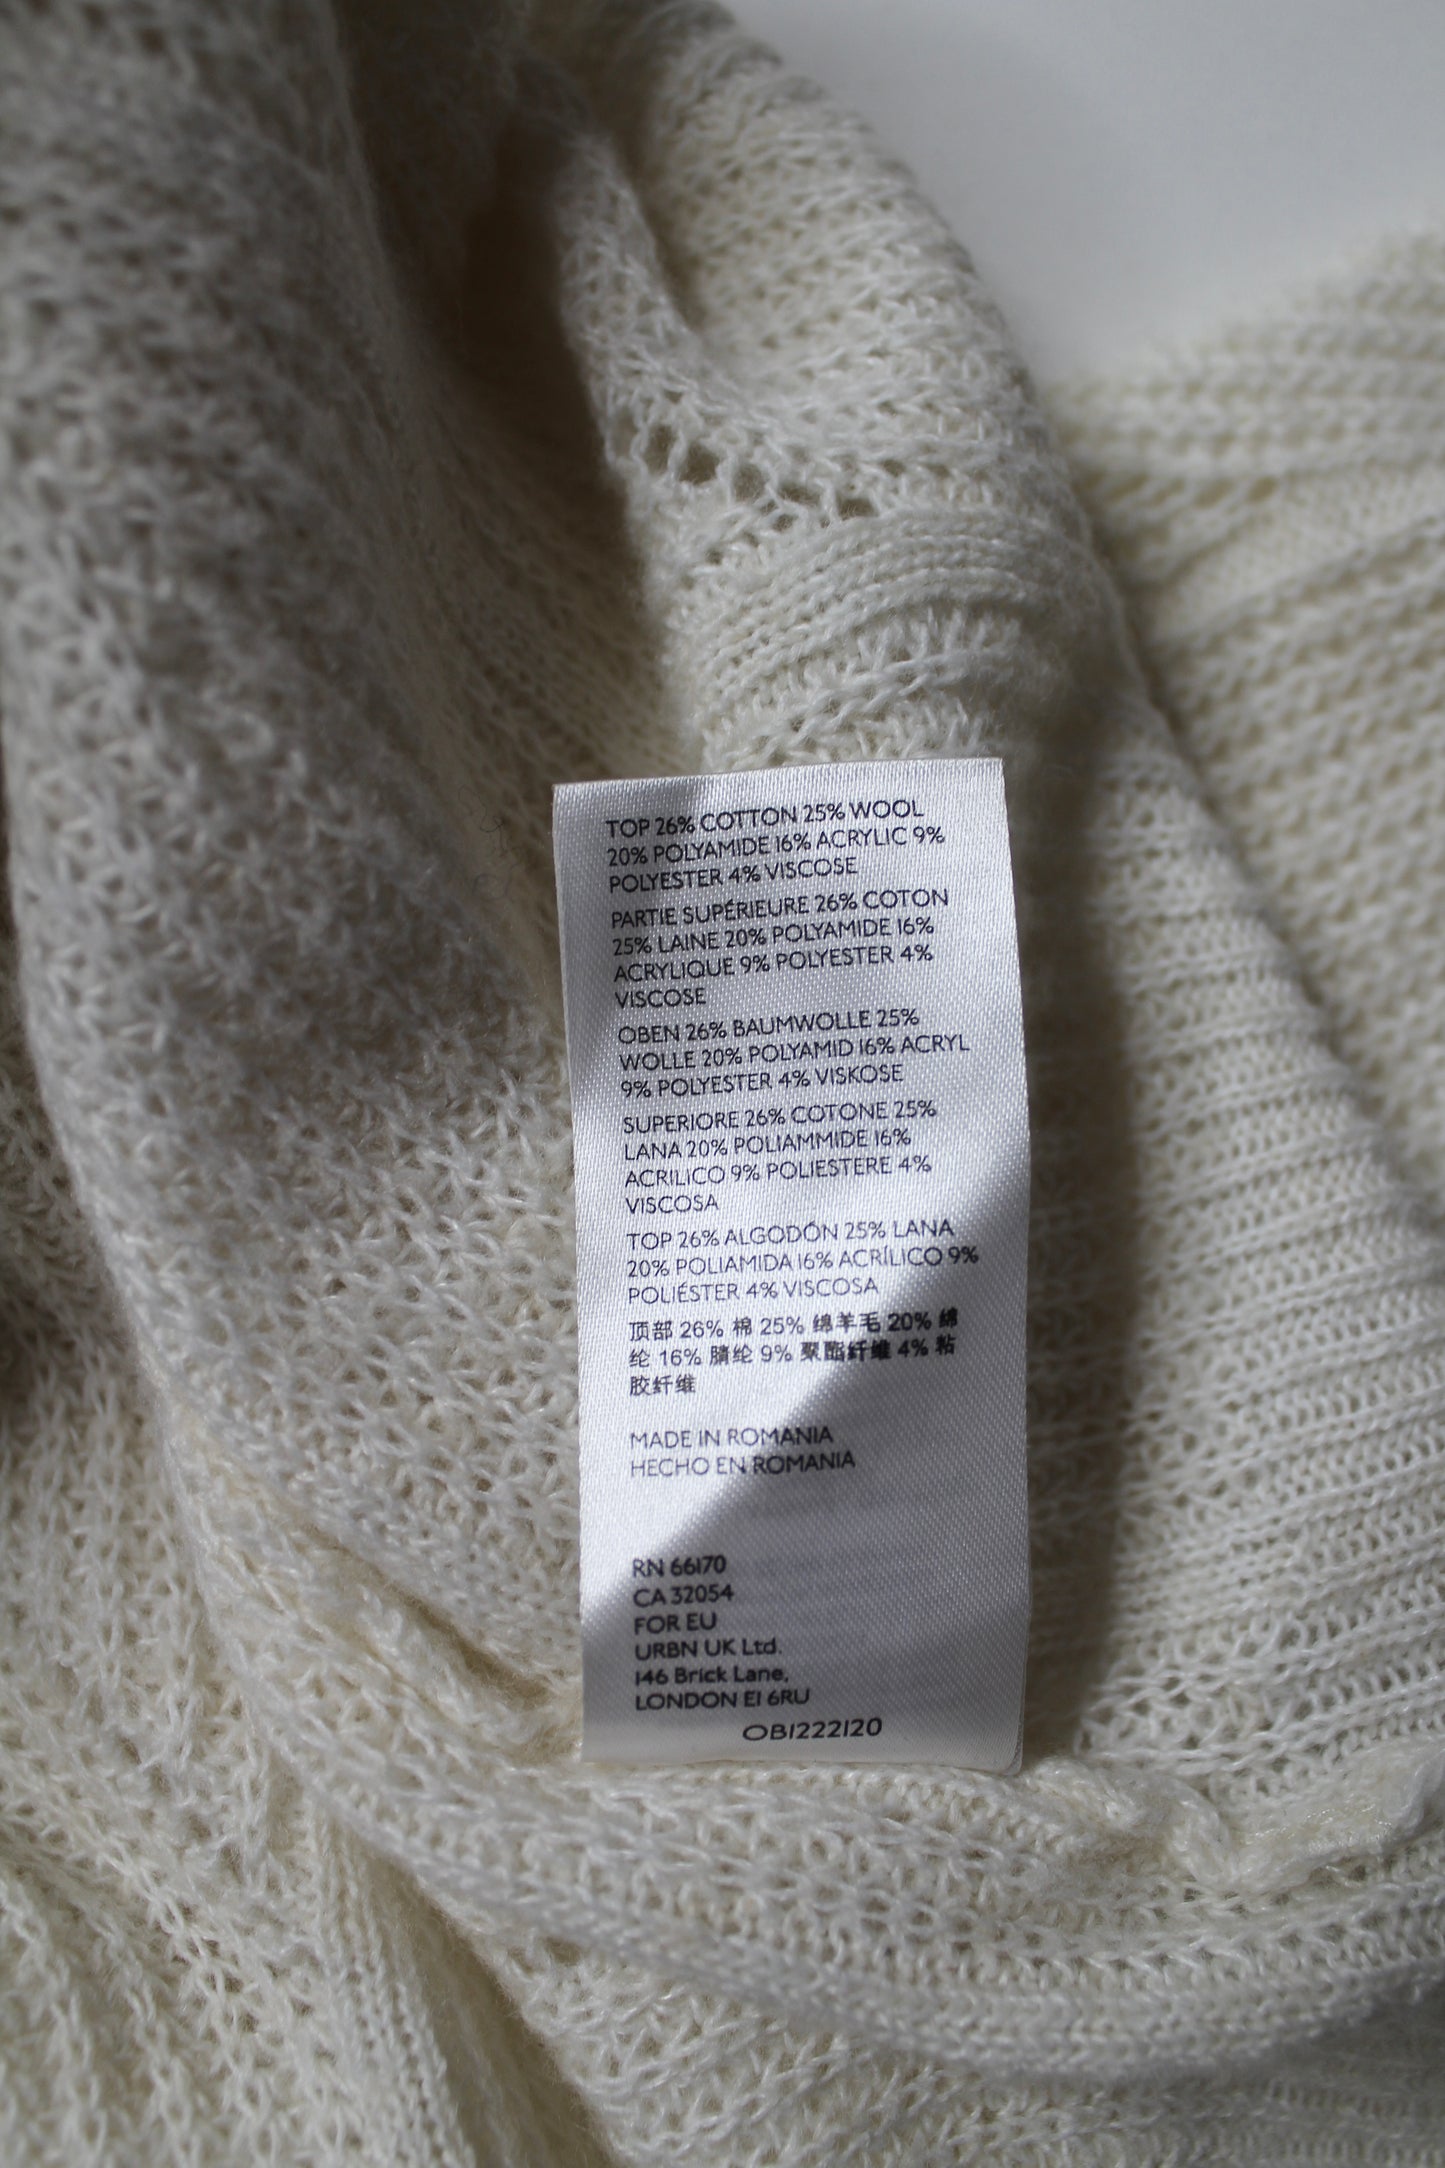 TOP 26% COTTON 25% WOOL
20% POLYAMIDE 16% ACRYLIC 9%
POLYESTER 4% VISCOSE
PARTIE SUPÉRIEURE 26% COTON
25% LAINE 20% POLYAMIDE 16%
ACRYLIQUE 9% POLYESTER 4%
VISCOSE
OBEN 26% BAUMWOLLE 25%
WOLLE 20% POLYAMID 16% ACRYL
9% POLYESTER 4% VISKOSE
SUPERIORE 26% COTONE 25%
LANA 20% POLIAMMIDE 16%
ACRILICO 9% POLIESTERE 4%
VISCOSA
TOP 26% ALGODÓN 25% LANA
20% POLIAMIDA 16% ACRÍLICO 9%
POLIÉSTER 4% VISCOSA
顶部 26% 棉 25% 绵羊毛 20% 绵
纶 16% 腈纶 9% 聚酯纤维 4% 粘
胶纤维
MADE IN ROMANIA
HECHO EN ROMANIA
RN 66170
CA 32054
FOR EU
URBN UK Ltd.
146 Brick Lane,
LONDON E1 6RU
OB1222120